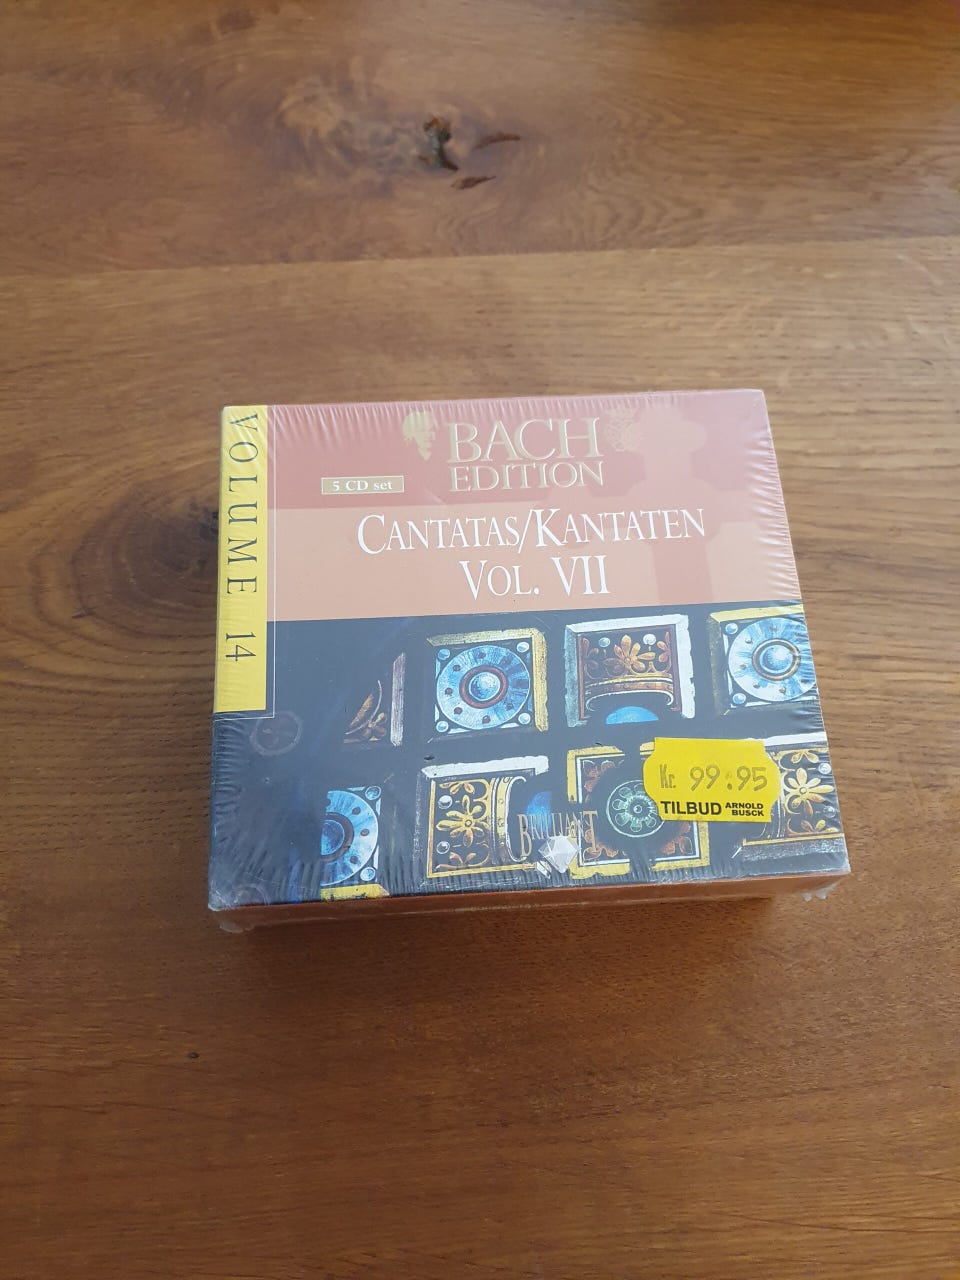 VOLUME 14
BACH
EDITION
5 CD set
CANTATAS/KANTATEN
VOL. VII
Kr. 99.95
TILBUD ARNOLD
BUSCK
BRILLIANT